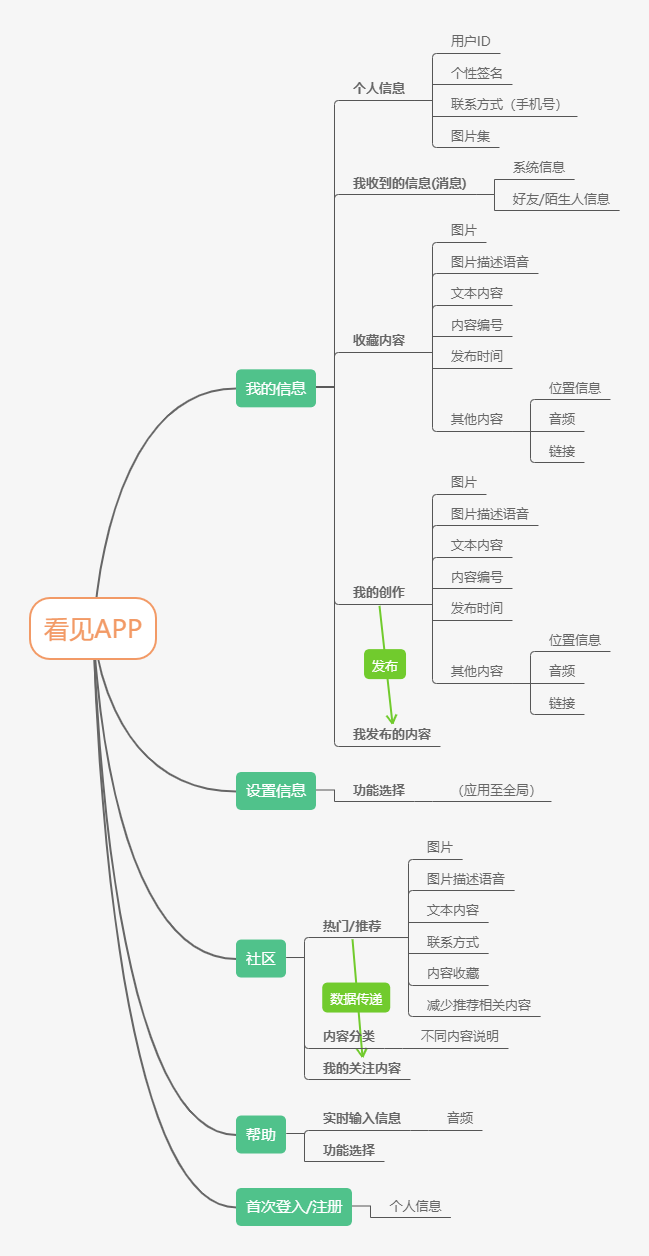 看见APP
我的信息
个人信息
用户ID
个性签名
联系方式（手机号）
图片集
我收到的信息(消息)
系统信息
好友/陌生人信息
收藏内容
图片
图片描述语音
文本内容
内容编号
发布时间
其他内容
位置信息
音频
链接
我的创作
图片
图片描述语音
文本内容
内容编号
发布时间
其他内容
位置信息
音频
链接
发布
我发布的内容
设置信息
功能选择
（应用至全局）
社区
热门/推荐
图片
图片描述语音
文本内容
联系方式
内容收藏
减少推荐相关内容
数据传递
内容分类
不同内容说明
我的关注内容
帮助
实时输入信息
音频
功能选择
首次登入/注册
个人信息